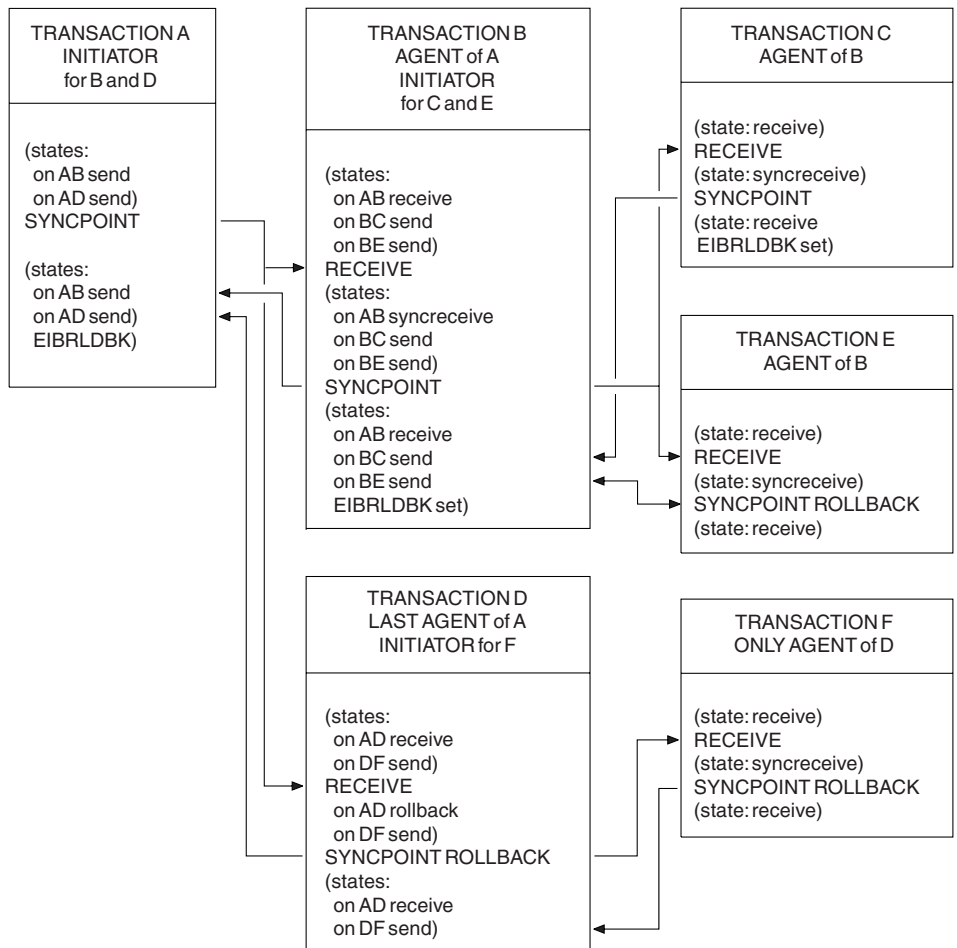 TRANSACTION A
INITIATOR
for B and D
(states:
on AB send
on AD send)
SYNCPOINT
(states:
on AB send
on AD send)
EIBRLDBK)
TRANSACTION B
AGENT of A
INITIATOR
for C and E
(states:
on AB receive
on BC send
on BE send)
RECEIVE
(states:
on AB syncreceive
on BC send
on BE send)
SYNCPOINT
(states:
on AB receive
on BC send
on BE send
EIBRLDBK set)
TRANSACTION C
AGENT of B
(state: receive)
RECEIVE
(state: syncreceive)
SYNCPOINT
(state: receive
EIBRLDBK set)
TRANSACTION E
AGENT of B
(state: receive)
RECEIVE
(state: syncreceive)
SYNCPOINT ROLLBACK
(state: receive)
TRANSACTION D
LAST AGENT of A
INITIATOR for F
(states:
on AD receive
on DF send)
RECEIVE
on AD rollback
on DF send)
SYNCPOINT ROLLBACK
(states:
on AD receive
on DF send)
TRANSACTION F
ONLY AGENT of D
(state: receive)
RECEIVE
(state: syncreceive)
SYNCPOINT ROLLBACK
(state: receive)